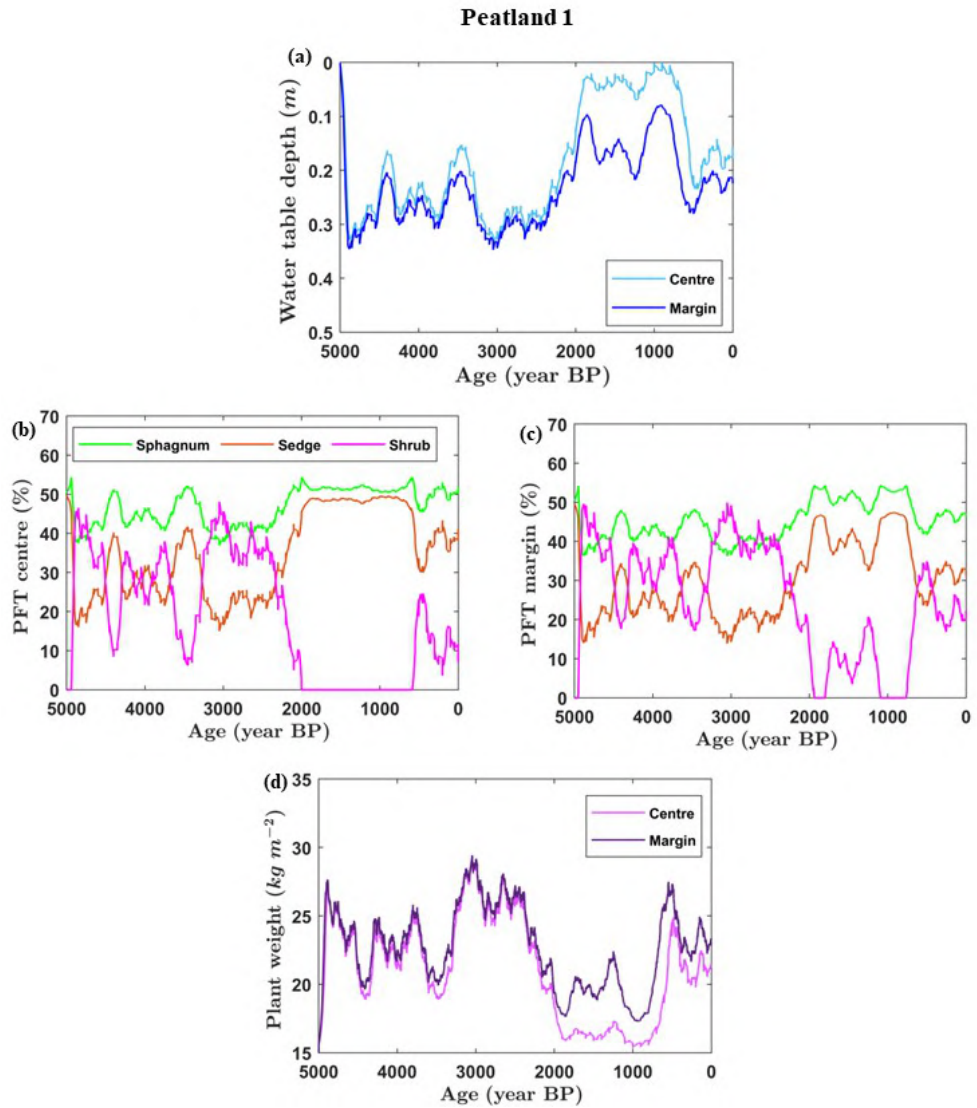 Peatland 1
(a)
0
0.1
0.2
0.3
0.4
0.5
Water table depth (m)
Centre
Margin
5000 4000 3000 2000 1000 0
Age (year BP)
(b)
70
60
50
40
30
20
10
0
PFT centre (%)
Sphagnum Sedge Shrub
5000 4000 3000 2000 1000 0
Age (year BP)
(c)
70
60
50
40
30
20
10
0
PFT margin (%)
5000 4000 3000 2000 1000 0
Age (year BP)
(d)
35
30
25
20
15
Plant weight (kg m⁻²)
Centre
Margin
5000 4000 3000 2000 1000 0
Age (year BP)